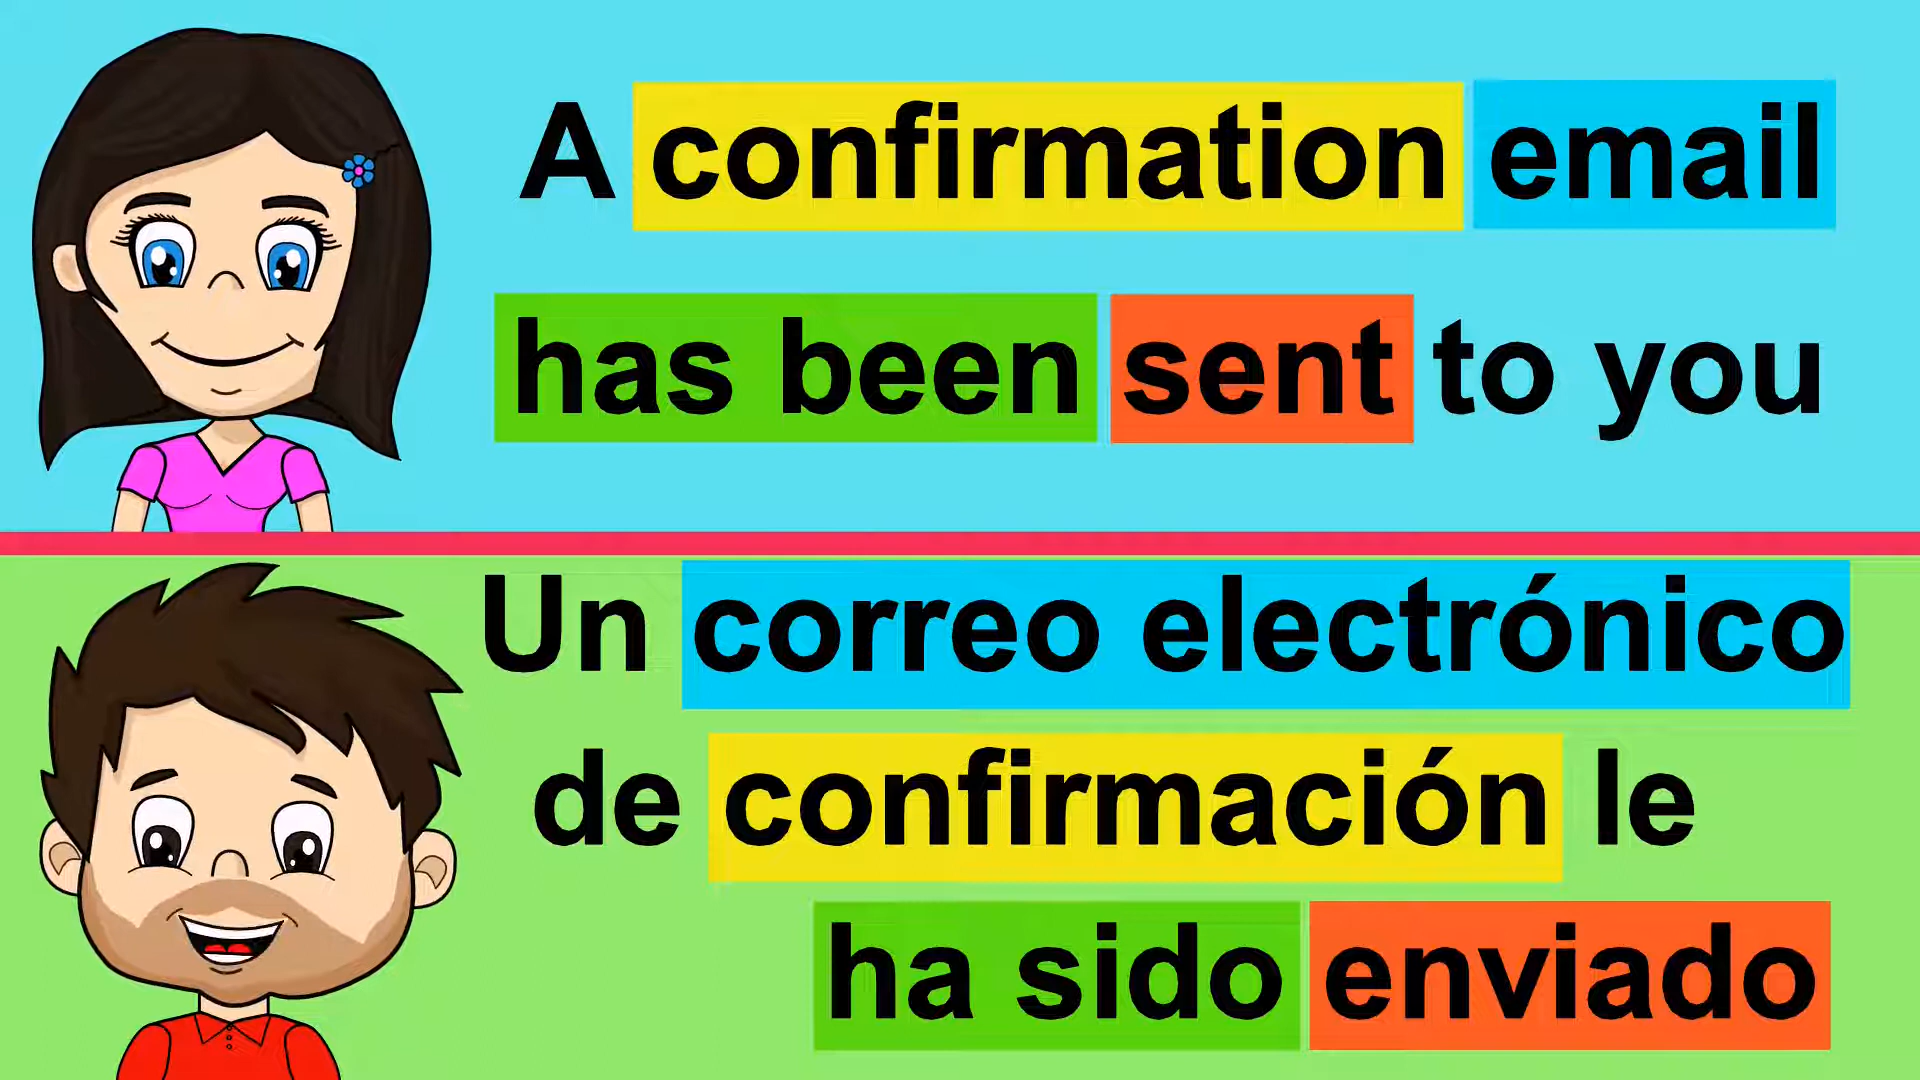 A confirmation email
has been sent to you
Un correo electrónico
de confirmación le
ha sido enviado